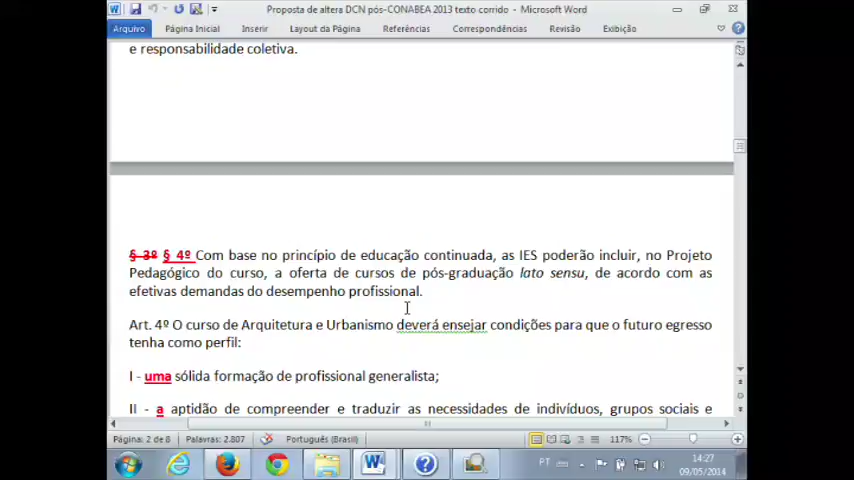 Proposta de altera DCN pós-CONABEA 2013 texto corrido - Microsoft Word
Arquivo Página Inicial Inserir Layout da Página Referências Correspondências Revisão Exibição
e responsabilidade coletiva.
§ 3º § 4º Com base no princípio de educação continuada, as IES poderão incluir, no Projeto
Pedagógico do curso, a oferta de cursos de pós-graduação lato sensu, de acordo com as
efetivas demandas do desempenho profissional.
Art. 4º O curso de Arquitetura e Urbanismo deverá ensejar condições para que o futuro egresso
tenha como perfil:
I - uma sólida formação de profissional generalista;
II - a aptidão de compreender e traduzir as necessidades de indivíduos, grupos sociais e
Página: 2 de 8 Palavras: 2.807 Português (Brasil) 117%
PT 14:27
09/05/2014